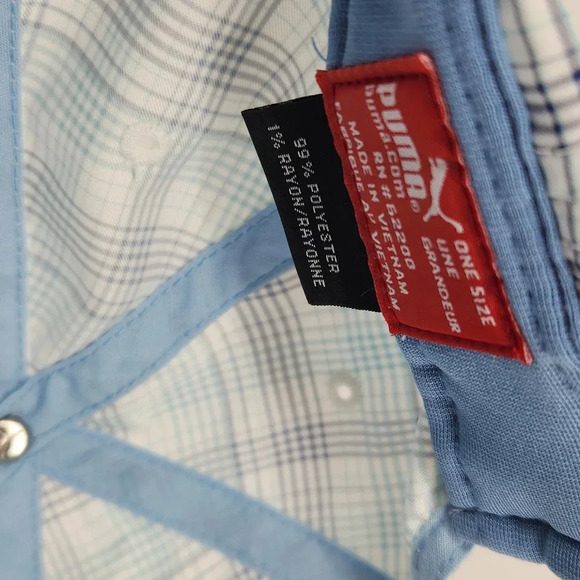 PUMA®
puma.com
RN # 62200
MADE IN VIETNAM
FABRIQUE AU VIETNAM
ONE SIZE
UNE
GRANDEUR
99% POLYESTER
1% RAYON/RAYONNE